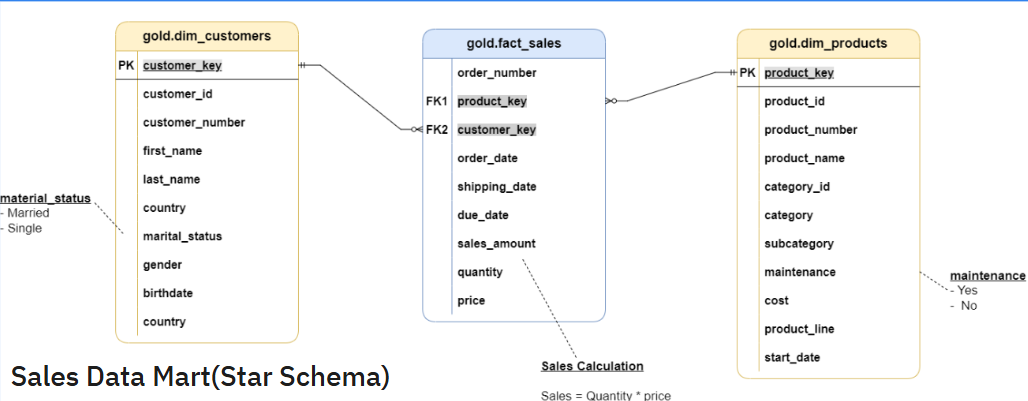 gold.dim_customers
PK customer_key
customer_id
customer_number
first_name
last_name
country
marital_status
gender
birthdate
country
material_status
- Married
- Single
gold.fact_sales
order_number
FK1 product_key
FK2 customer_key
order_date
shipping_date
due_date
sales_amount
quantity
price
Sales Calculation
Sales = Quantity * price
gold.dim_products
PK product_key
product_id
product_number
product_name
category_id
category
subcategory
maintenance
cost
product_line
start_date
maintenance
- Yes
- No
Sales Data Mart(Star Schema)